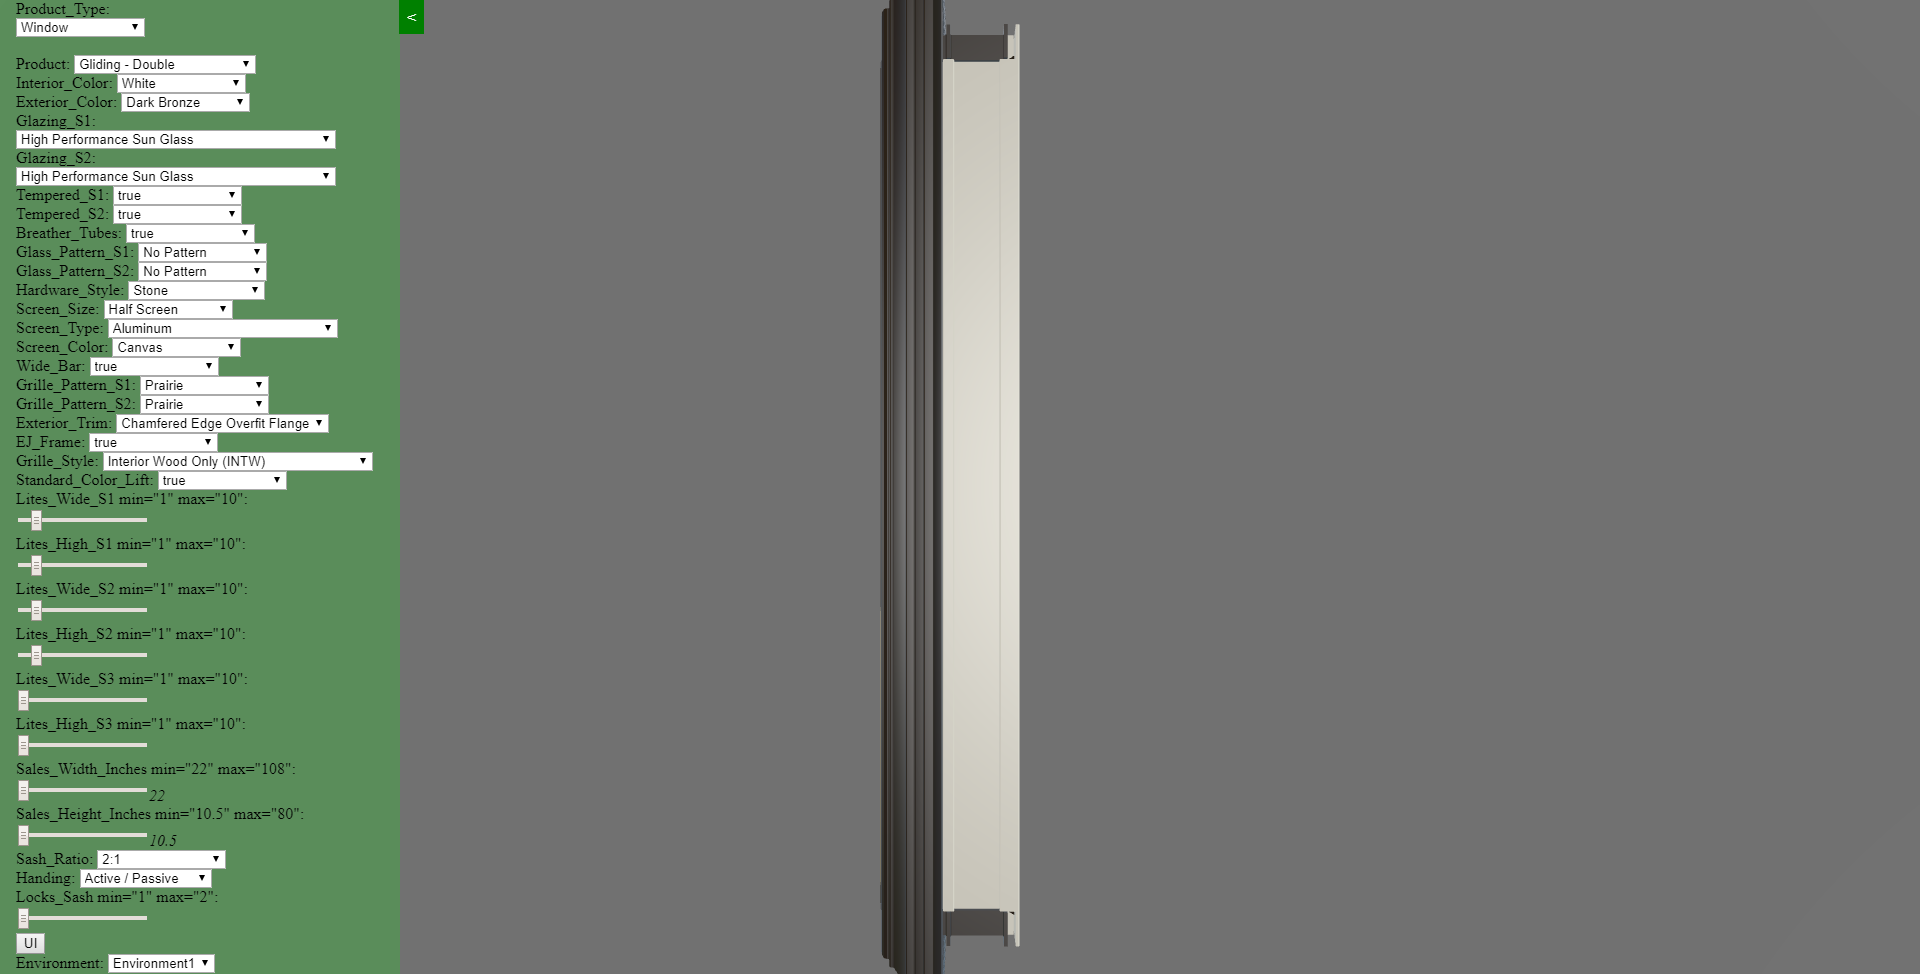 Product_Type:
Window
<
Product: Gliding - Double
Interior_Color: White
Exterior_Color: Dark Bronze
Glazing_S1:
High Performance Sun Glass
Glazing_S2:
High Performance Sun Glass
Tempered_S1: true
Tempered_S2: true
Breather_Tubes: true
Glass_Pattern_S1: No Pattern
Glass_Pattern_S2: No Pattern
Hardware_Style: Stone
Screen_Size: Half Screen
Screen_Type: Aluminum
Screen_Color: Canvas
Wide_Bar: true
Grille_Pattern_S1: Prairie
Grille_Pattern_S2: Prairie
Exterior_Trim: Chamfered Edge Overfit Flange
EJ_Frame: true
Grille_Style: Interior Wood Only (INTW)
Standard_Color_Lift: true
Lites_Wide_S1 min="1" max="10":
Lites_High_S1 min="1" max="10":
Lites_Wide_S2 min="1" max="10":
Lites_High_S2 min="1" max="10":
Lites_Wide_S3 min="1" max="10":
Lites_High_S3 min="1" max="10":
Sales_Width_Inches min="22" max="108":
22
Sales_Height_Inches min="10.5" max="80":
10.5
Sash_Ratio: 2:1
Handing: Active / Passive
Locks_Sash min="1" max="2":
UI
Environment: Environment1